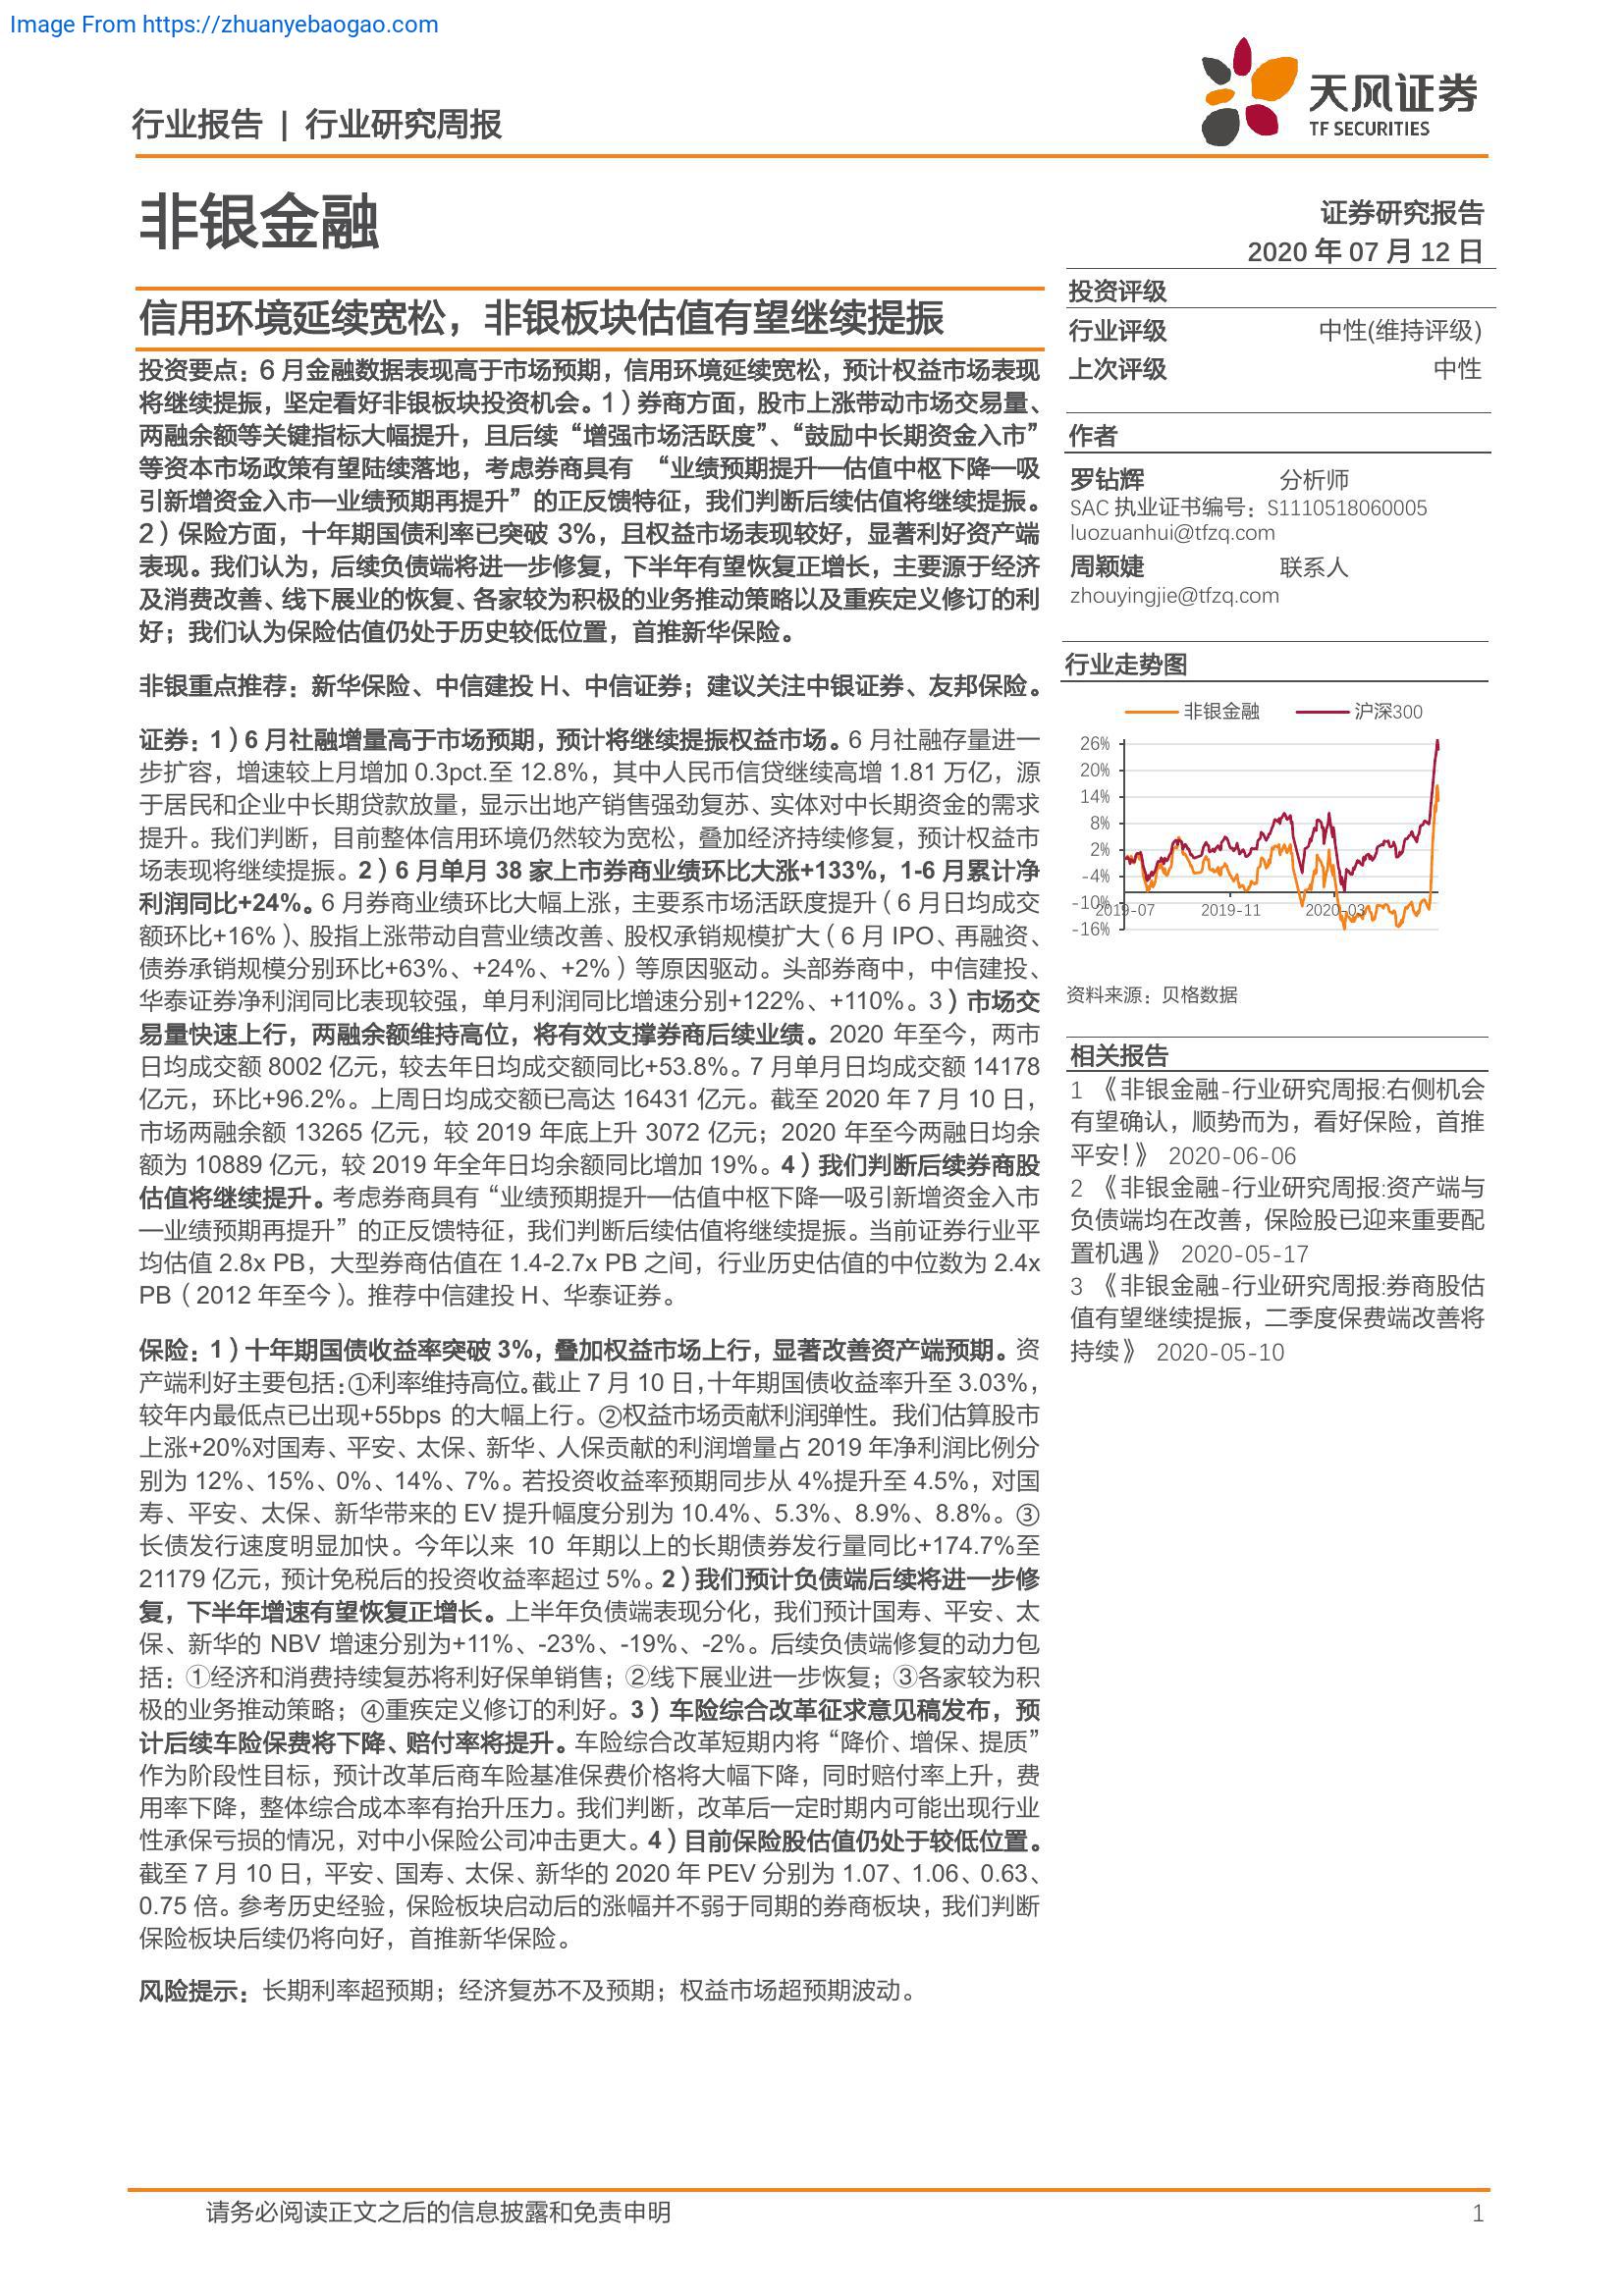 Image From https://zhuanyebaogao.com
天风证券
TF SECURITIES
行业报告 | 行业研究周报
非银金融
证券研究报告
2020 年 07 月 12 日
信用环境延续宽松，非银板块估值有望继续提振
投资要点：6 月金融数据表现高于市场预期，信用环境延续宽松，预计权益市场表现
将继续提振，坚定看好非银板块投资机会。1）券商方面，股市上涨带动市场交易量、
两融余额等关键指标大幅提升，且后续“增强市场活跃度”、“鼓励中长期资金入市”
等资本市场政策有望陆续落地，考虑券商具有 “业绩预期提升—估值中枢下降—吸
引新增资金入市—业绩预期再提升”的正反馈特征，我们判断后续估值将继续提振。
2）保险方面，十年期国债利率已突破 3%，且权益市场表现较好，显著利好资产端
表现。我们认为，后续负债端将进一步修复，下半年有望恢复正增长，主要源于经济
及消费改善、线下展业的恢复、各家较为积极的业务推动策略以及重疾定义修订的利
好；我们认为保险估值仍处于历史较低位置，首推新华保险。
非银重点推荐：新华保险、中信建投 H、中信证券；建议关注中银证券、友邦保险。
证券：1）6 月社融增量高于市场预期，预计将继续提振权益市场。6 月社融存量进一
步扩容，增速较上月增加 0.3pct.至 12.8%，其中人民币信贷继续高增 1.81 万亿，源
于居民和企业中长期贷款放量，显示出地产销售强劲复苏、实体对中长期资金的需求
提升。我们判断，目前整体信用环境仍然较为宽松，叠加经济持续修复，预计权益市
场表现将继续提振。2）6 月单月 38 家上市券商业绩环比大涨+133%，1-6 月累计净
利润同比+24%。6 月券商业绩环比大幅上涨，主要系市场活跃度提升（6 月日均成交
额环比+16%）、股指上涨带动自营业绩改善、股权承销规模扩大（6 月 IPO、再融资、
债券承销规模分别环比+63%、+24%、+2%）等原因驱动。头部券商中，中信建投、
华泰证券净利润同比表现较强，单月利润同比增速分别+122%、+110%。3）市场交
易量快速上行，两融余额维持高位，将有效支撑券商后续业绩。2020 年至今，两市
日均成交额 8002 亿元，较去年日均成交额同比+53.8%。7 月单月日均成交额 14178
亿元，环比+96.2%。上周日均成交额已高达 16431 亿元。截至 2020 年 7 月 10 日，
市场两融余额 13265 亿元，较 2019 年底上升 3072 亿元；2020 年至今两融日均余
额为 10889 亿元，较 2019 年全年日均余额同比增加 19%。4）我们判断后续券商股
估值将继续提升。考虑券商具有“业绩预期提升—估值中枢下降—吸引新增资金入市
—业绩预期再提升”的正反馈特征，我们判断后续估值将继续提振。当前证券行业平
均估值 2.8x PB，大型券商估值在 1.4-2.7x PB 之间，行业历史估值的中位数为 2.4x
PB（2012 年至今）。推荐中信建投 H、华泰证券。
保险：1）十年期国债收益率突破 3%，叠加权益市场上行，显著改善资产端预期。资
产端利好主要包括：①利率维持高位。截止 7 月 10 日，十年期国债收益率升至 3.03%，
较年内最低点已出现+55bps 的大幅上行。②权益市场贡献利润弹性。我们估算股市
上涨+20%对国寿、平安、太保、新华、人保贡献的利润增量占 2019 年净利润比例分
别为 12%、15%、0%、14%、7%。若投资收益率预期同步从 4%提升至 4.5%，对国
寿、平安、太保、新华带来的 EV 提升幅度分别为 10.4%、5.3%、8.9%、8.8%。③
长债发行速度明显加快。今年以来 10 年期以上的长期债券发行量同比+174.7%至
21179 亿元，预计免税后的投资收益率超过 5%。2）我们预计负债端后续将进一步修
复，下半年增速有望恢复正增长。上半年负债端表现分化，我们预计国寿、平安、太
保、新华的 NBV 增速分别为+11%、-23%、-19%、-2%。后续负债端修复的动力包
括：①经济和消费持续复苏将利好保单销售；②线下展业进一步恢复；③各家较为积
极的业务推动策略；④重疾定义修订的利好。3）车险综合改革征求意见稿发布，预
计后续车险保费将下降、赔付率将提升。车险综合改革短期内将“降价、增保、提质”
作为阶段性目标，预计改革后商车险基准保费价格将大幅下降，同时赔付率上升，费
用率下降，整体综合成本率有抬升压力。我们判断，改革后一定时期内可能出现行业
性承保亏损的情况，对中小保险公司冲击更大。4）目前保险股估值仍处于较低位置。
截至 7 月 10 日，平安、国寿、太保、新华的 2020 年 PEV 分别为 1.07、1.06、0.63、
0.75 倍。参考历史经验，保险板块启动后的涨幅并不弱于同期的券商板块，我们判断
保险板块后续仍将向好，首推新华保险。
风险提示：长期利率超预期；经济复苏不及预期；权益市场超预期波动。
投资评级
行业评级 中性(维持评级)
上次评级 中性
作者
罗钻辉 分析师
SAC 执业证书编号：S1110518060005
luozuanhui@tfzq.com
周颖婕 联系人
zhouyingjie@tfzq.com
行业走势图
非银金融 沪深300
26%
20%
14%
8%
2%
-4%
-10%
-16%
2019-07 2019-11 2020-03
资料来源：贝格数据
相关报告
1 《非银金融-行业研究周报:右侧机会
有望确认，顺势而为，看好保险，首推
平安！》 2020-06-06
2 《非银金融-行业研究周报:资产端与
负债端均在改善，保险股已迎来重要配
置机遇》 2020-05-17
3 《非银金融-行业研究周报:券商股估
值有望继续提振，二季度保费端改善将
持续》 2020-05-10
请务必阅读正文之后的信息披露和免责申明 1